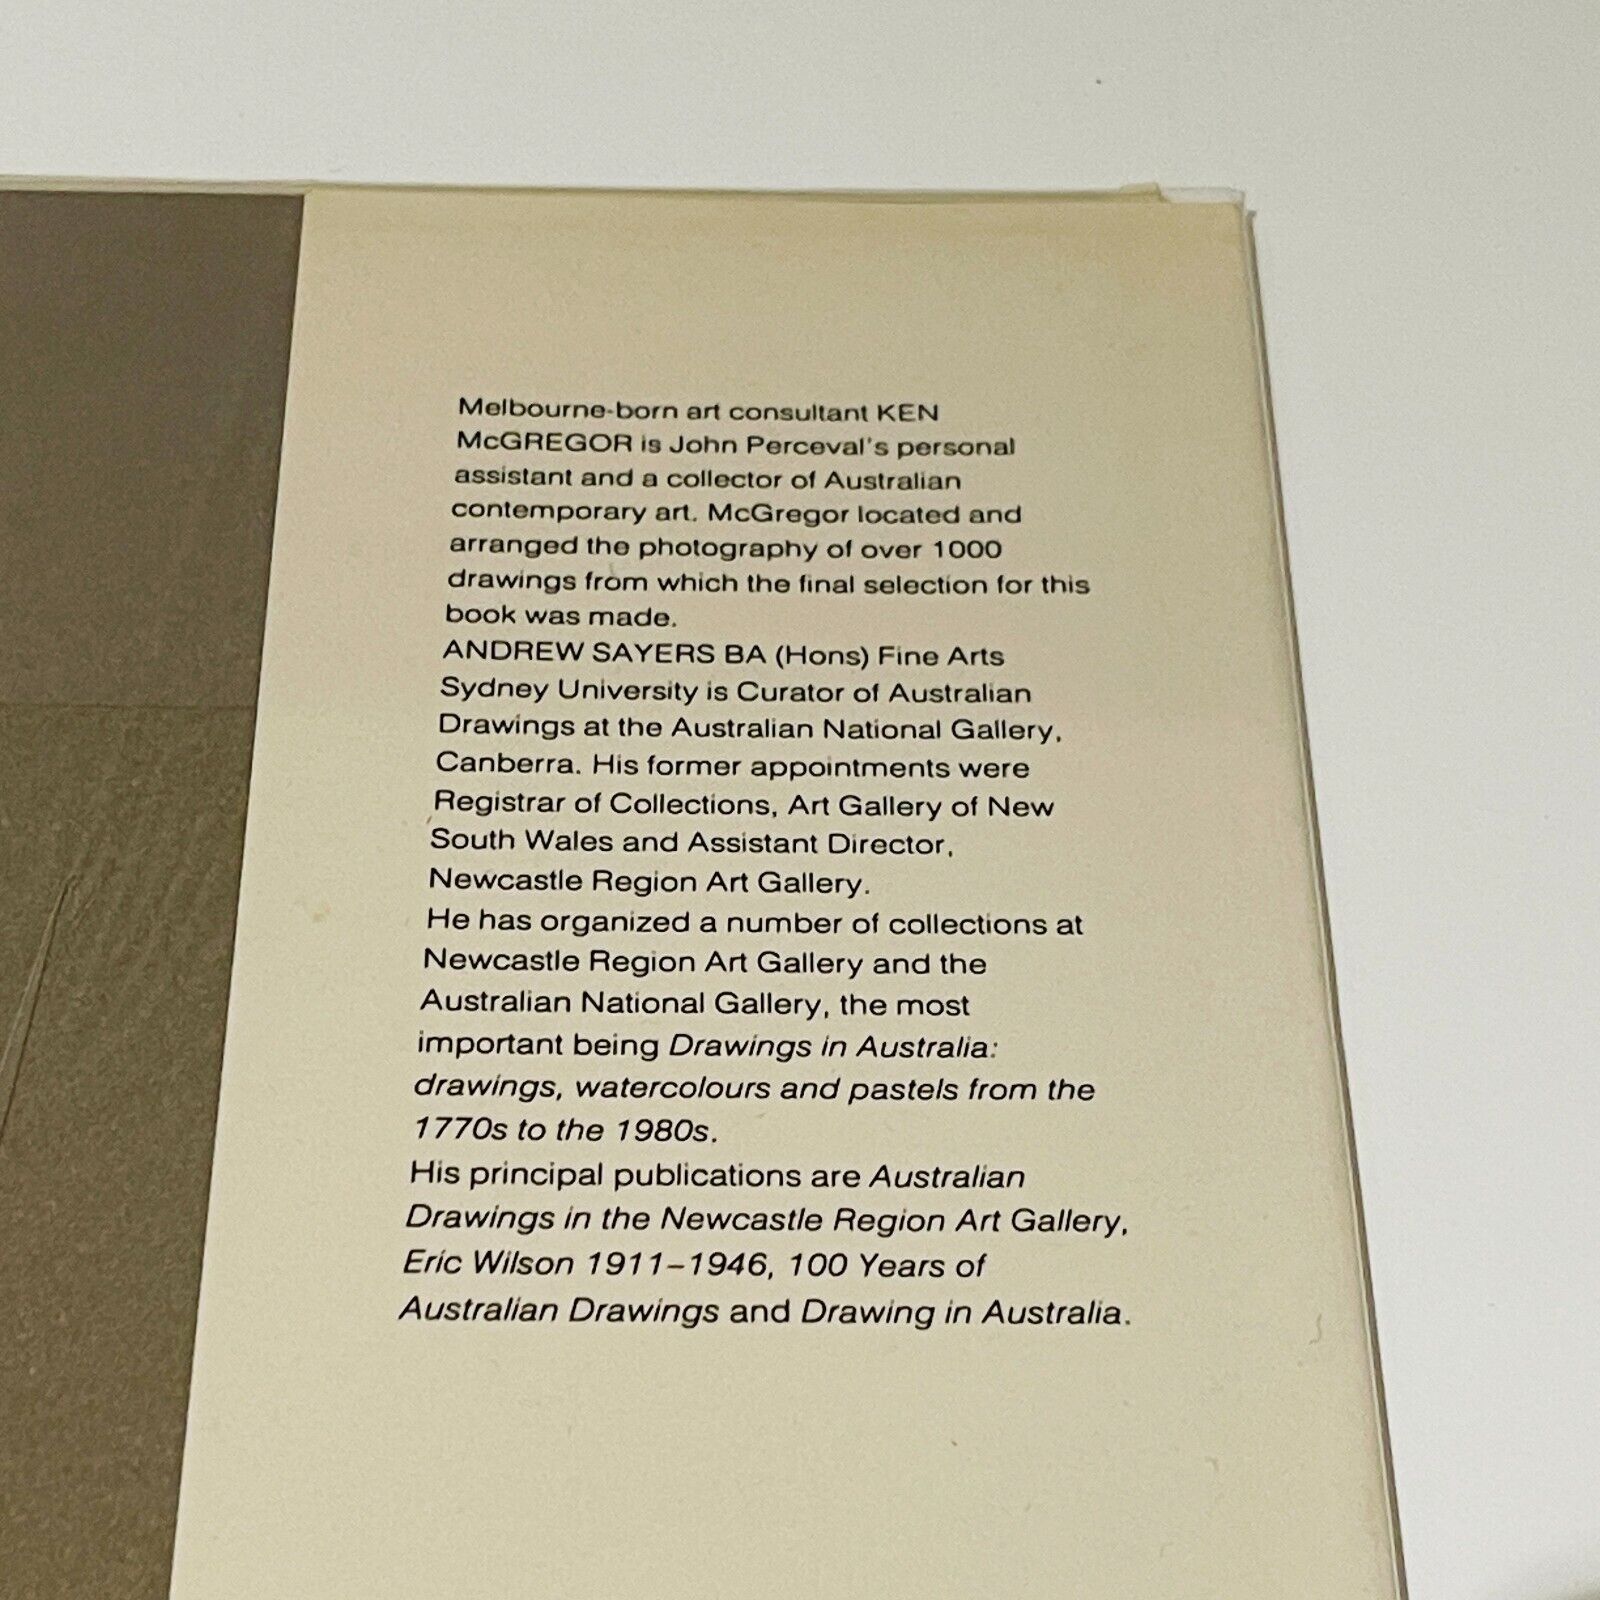 Melbourne-born art consultant KEN
McGREGOR is John Perceval's personal
assistant and a collector of Australian
contemporary art. McGregor located and
arranged the photography of over 1000
drawings from which the final selection for this
book was made.
ANDREW SAYERS BA (Hons) Fine Arts
Sydney University is Curator of Australian
Drawings at the Australian National Gallery,
Canberra. His former appointments were
Registrar of Collections, Art Gallery of New
South Wales and Assistant Director,
Newcastle Region Art Gallery.
He has organized a number of collections at
Newcastle Region Art Gallery and the
Australian National Gallery, the most
important being Drawings in Australia:
drawings, watercolours and pastels from the
1770s to the 1980s.
His principal publications are Australian
Drawings in the Newcastle Region Art Gallery,
Eric Wilson 1911–1946, 100 Years of
Australian Drawings and Drawing in Australia.